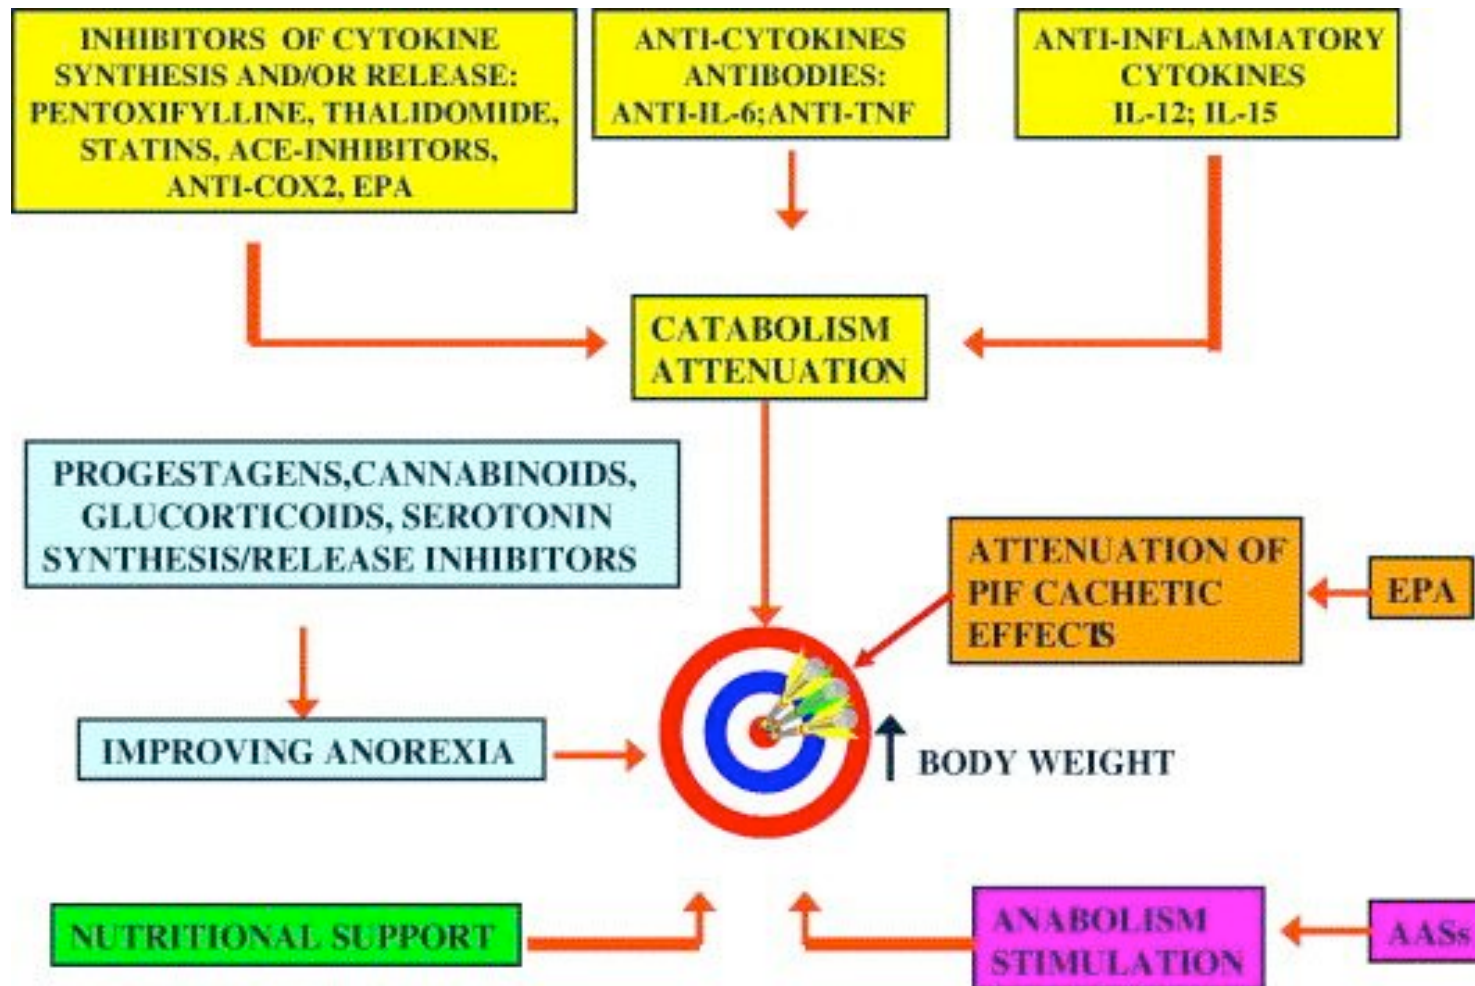 INHIBITORS OF CYTOKINE
SYNTHESIS AND/OR RELEASE:
PENTOXIFYLLINE, THALIDOMIDE,
STATINS, ACE-INHIBITORS,
ANTI-COX2, EPA
ANTI-CYTOKINES
ANTIBODIES:
ANTI-IL-6;ANTI-TNF
ANTI-INFLAMMATORY
CYTOKINES
IL-12; IL-15
CATABOLISM
ATTENUATION
PROGESTAGENS,CANNABINOIDS,
GLUCORTICOIDS, SEROTONIN
SYNTHESIS/RELEASE INHIBITORS
ATTENUATION OF
PIF CACHETIC
EFFECTS
EPA
IMPROVING ANOREXIA
BODY WEIGHT
NUTRITIONAL SUPPORT
ANABOLISM
STIMULATION
AASs